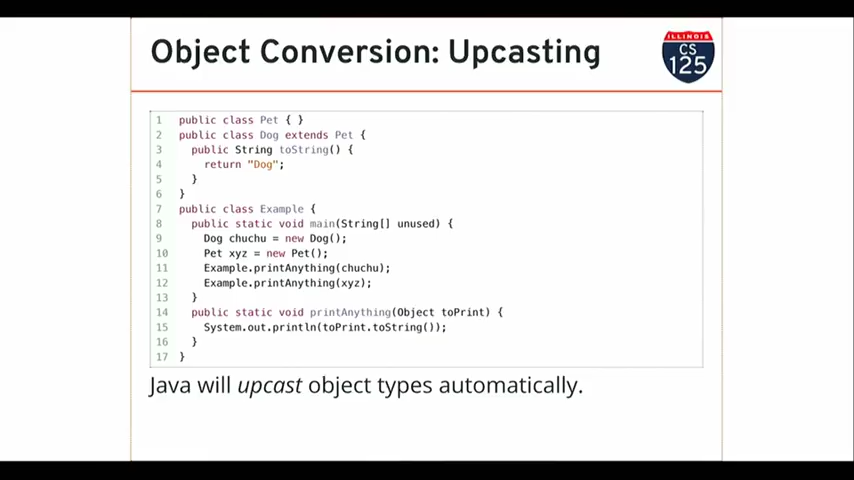 Object Conversion: Upcasting
ILLINOIS
CS
125
1 public class Pet { }
2 public class Dog extends Pet {
3   public String toString() {
4     return "Dog";
5   }
6 }
7 public class Example {
8   public static void main(String[] unused) {
9     Dog chuchu = new Dog();
10     Pet xyz = new Pet();
11     Example.printAnything(chuchu);
12     Example.printAnything(xyz);
13   }
14   public static void printAnything(Object toPrint) {
15     System.out.println(toPrint.toString());
16   }
17 }
Java will upcast object types automatically.